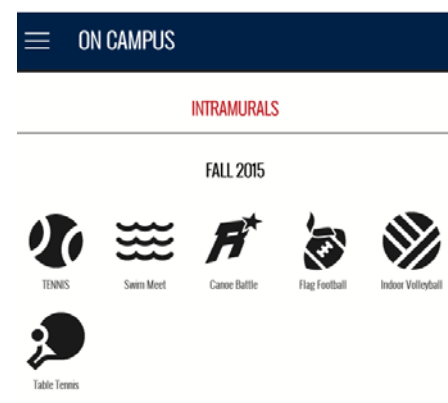 ON CAMPUS
INTRAMURALS
FALL 2015
TENNIS Swim Meet Canoe Battle Flag Football Indoor Volleyball
Table Tennis